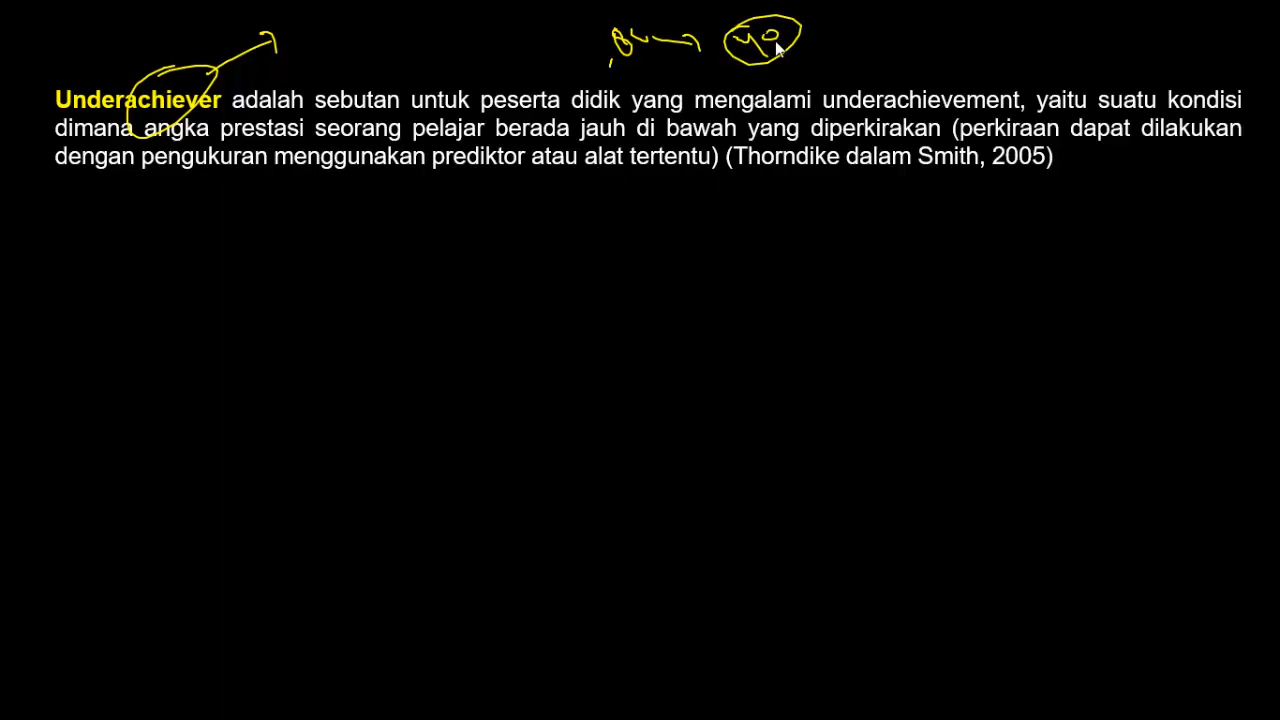 Underachiever adalah sebutan untuk peserta didik yang mengalami underachievement, yaitu suatu kondisi
dimana angka prestasi seorang pelajar berada jauh di bawah yang diperkirakan (perkiraan dapat dilakukan
dengan pengukuran menggunakan prediktor atau alat tertentu) (Thorndike dalam Smith, 2005)